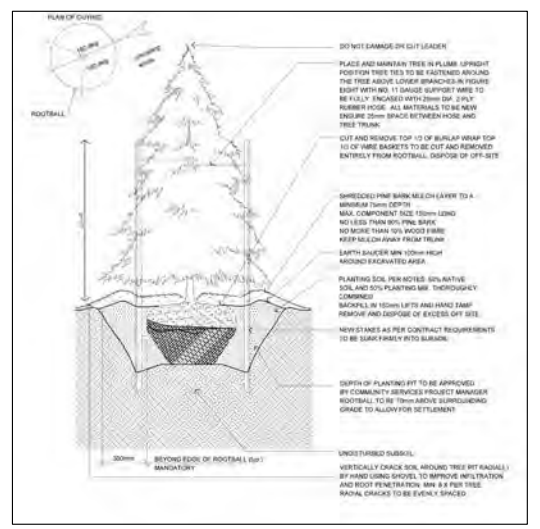 PLAN OF GUYING
180 deg
180 deg
ROOTBALL
DO NOT DAMAGE OR CUT LEADER
PLACE AND MAINTAIN TREE IN PLUMB, UPRIGHT
POSITION TREE TIES TO BE FASTENED AROUND
THE TREE ABOVE LOWER BRANCHES IN FIGURE
EIGHT WITH NO. 11 GAUGE SUPPORT WIRE TO
BE FULLY ENCASED WITH 25mm DIA. 2 PLY
RUBBER HOSE. ALL MATERIALS TO BE NEW
ENSURE 25mm SPACE BETWEEN HOSE AND
TREE TRUNK
CUT AND REMOVE TOP 1/3 OF BURLAP WRAP TOP
1/3 OF WIRE BASKETS TO BE CUT AND REMOVED
ENTIRELY FROM ROOTBALL, DISPOSE OF OFF-SITE
SHREDDED PINE BARK MULCH LAYER TO A
MINIMUM 75mm DEPTH
MAX. COMPONENT SIZE 150mm LONG
NO LESS THAN 90% PINE BARK
NO MORE THAN 10% WOOD FIBRE
KEEP MULCH AWAY FROM TRUNK
EARTH SAUCER MIN 100mm HIGH
AROUND EXCAVATED AREA
PLANTING SOIL PER NOTES: 50% NATIVE
SOIL AND 50% PLANTING MIX. THOROUGHLY
COMBINED
BACKFILL IN 150mm LIFTS AND HAND TAMP
REMOVE AND DISPOSE OF EXCESS OFF SITE
NEW STAKES AS PER CONTRACT REQUIREMENTS
TO BE SUNK FIRMLY INTO SUBSOIL
DEPTH OF PLANTING PIT TO BE APPROVED
BY COMMUNITY SERVICES PROJECT MANAGER
ROOTBALL TO BE 70mm ABOVE SURROUNDING
GRADE TO ALLOW FOR SETTLEMENT
UNDISTURBED SUBSOIL
350mm
BEYOND EDGE OF ROOTBALL (typ.)
MANDATORY
VERTICALLY CRACK SOIL AROUND TREE PIT RADIALLY
BY HAND USING SHOVEL TO IMPROVE INFILTRATION
AND ROOT PENETRATION. MIN. 8 X PER TREE
RADIAL CRACKS TO BE EVENLY SPACED